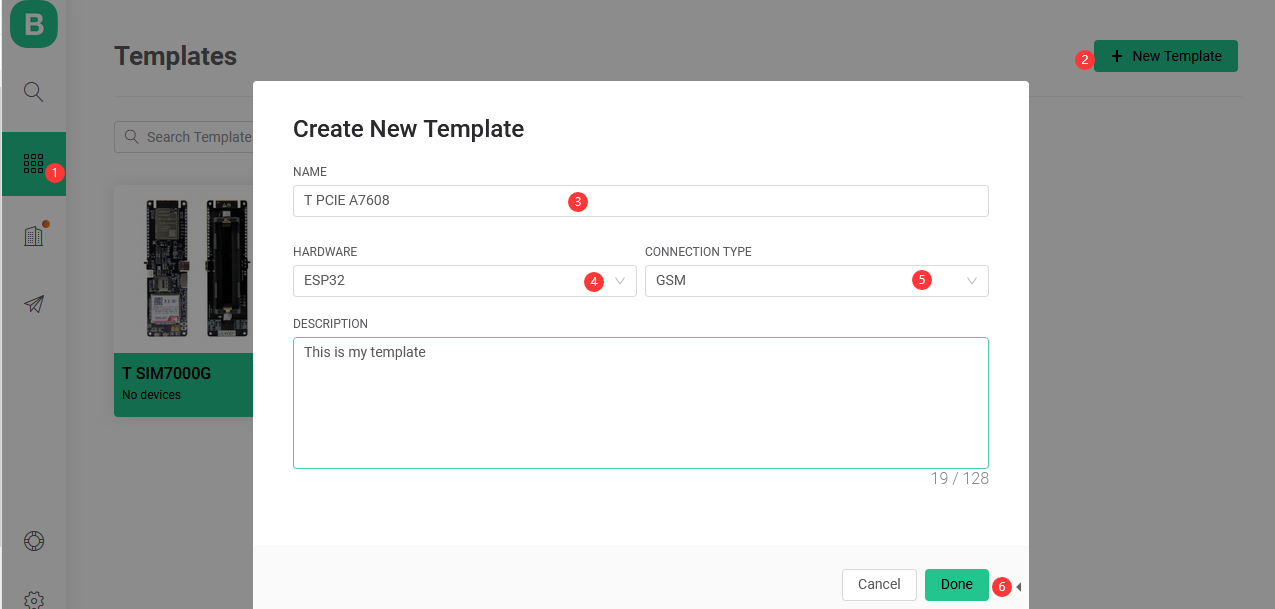 B
Templates
2
+ New Template
Search Template
1
T SIM7000G
No devices
Create New Template
NAME
T PCIE A7608
3
HARDWARE
CONNECTION TYPE
ESP32
4
GSM
5
DESCRIPTION
This is my template
19 / 128
Cancel
Done
6